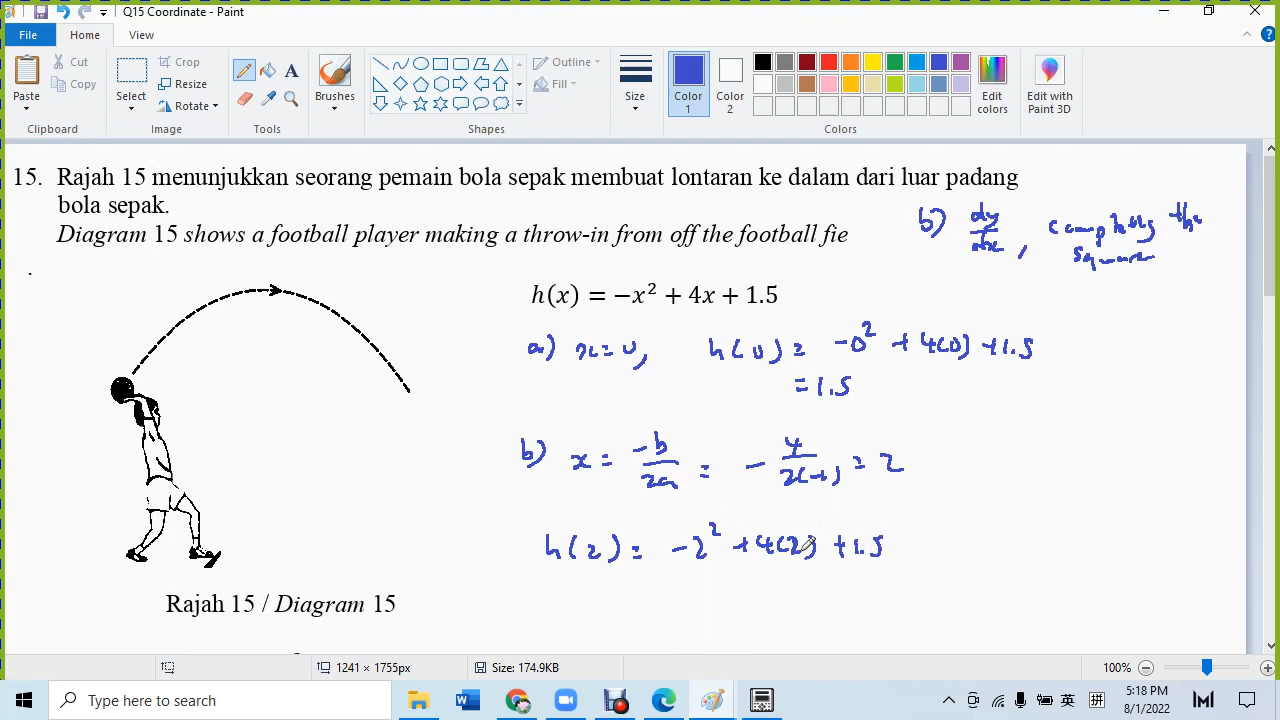 Q15 Coordinate - Paint
File Home View
Paste Cut Copy Clipboard
Select Crop Resize Rotate Image
Tools
Brushes
Shapes Outline Fill
Size
Color 1 Color 2 Edit colors Colors
Edit with Paint 3D
15. Rajah 15 menunjukkan seorang pemain bola sepak membuat lontaran ke dalam dari luar padang
bola sepak.
Diagram 15 shows a football player making a throw-in from off the football fie
b) dy/dx, completing the
square
h(x) = −x² + 4x + 1.5
a) x=0, h(0) = -0² + 4(0) +1.5
= 1.5
b) x = -b/2a = - 4/2(-1) = 2
h(2) = -2² +4(2) +1.5
Rajah 15 / Diagram 15
1241 × 1755px Size: 174.9KB 100%
Type here to search
英 拼 5:18 PM
8/1/2022